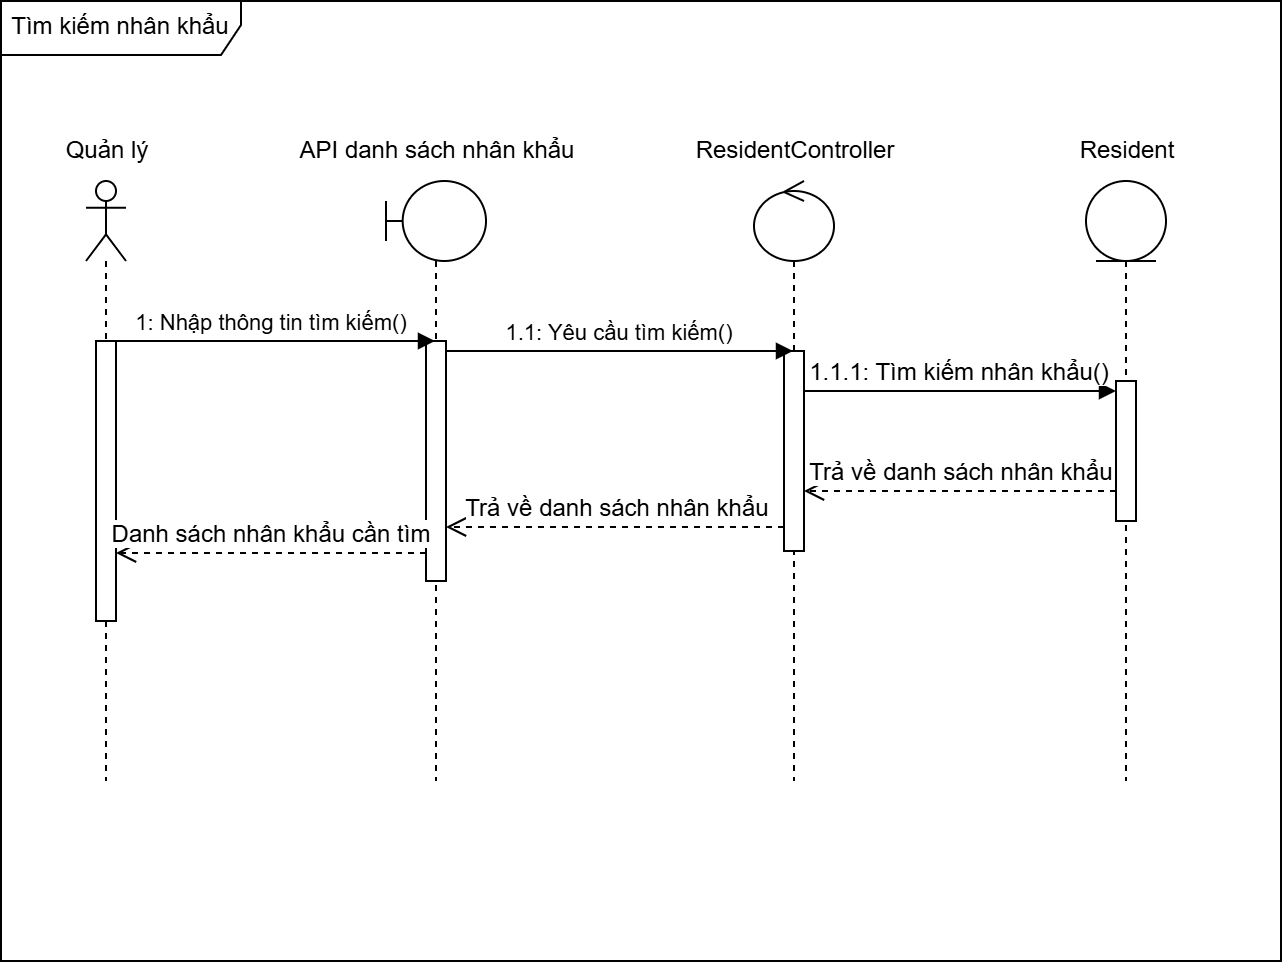 Tìm kiếm nhân khẩu
Quản lý
API danh sách nhân khẩu
ResidentController
Resident
1: Nhập thông tin tìm kiếm()
1.1: Yêu cầu tìm kiếm()
1.1.1: Tìm kiếm nhân khẩu()
Trả về danh sách nhân khẩu
Trả về danh sách nhân khẩu
Danh sách nhân khẩu cần tìm